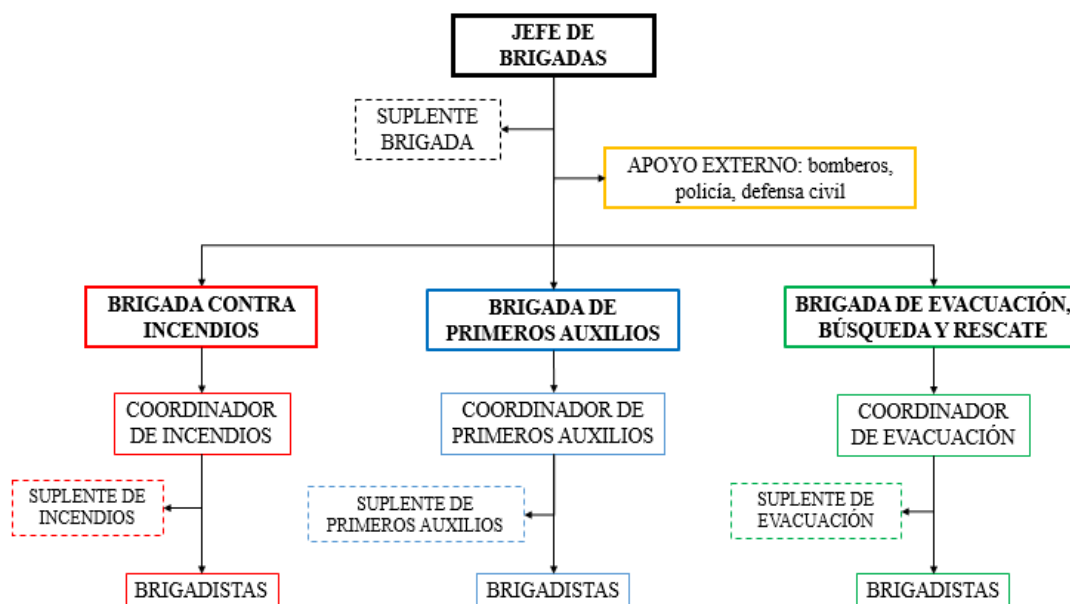 JEFE DE
BRIGADAS
SUPLENTE
BRIGADA
APOYO EXTERNO: bomberos,
policía, defensa civil
BRIGADA CONTRA
INCENDIOS
BRIGADA DE
PRIMEROS AUXILIOS
BRIGADA DE EVACUACIÓN,
BÚSQUEDA Y RESCATE
COORDINADOR
DE INCENDIOS
COORDINADOR DE
PRIMEROS AUXILIOS
COORDINADOR
DE EVACUACIÓN
SUPLENTE DE
INCENDIOS
SUPLENTE DE
PRIMEROS AUXILIOS
SUPLENTE DE
EVACUACIÓN
BRIGADISTAS
BRIGADISTAS
BRIGADISTAS